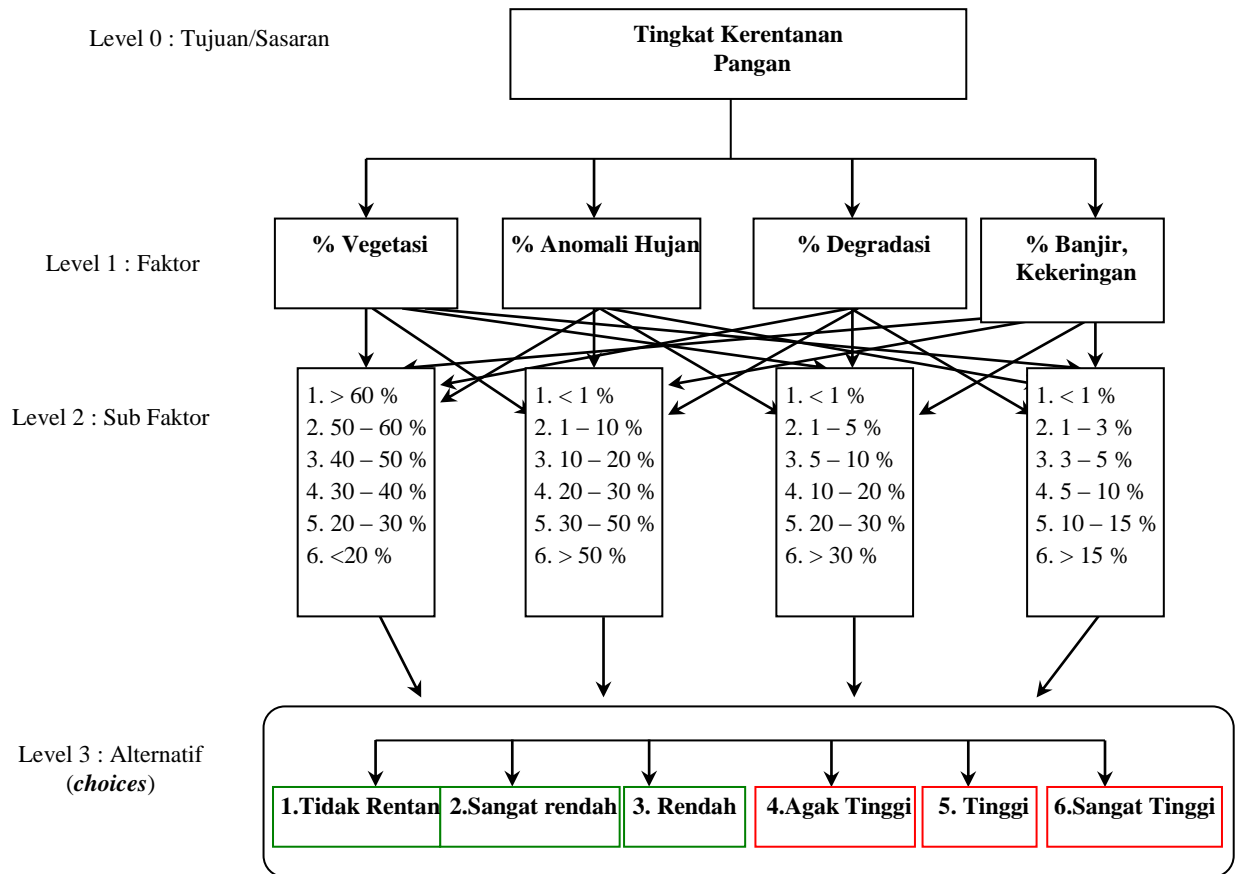 Level 0 : Tujuan/Sasaran
Tingkat Kerentanan
Pangan
Level 1 : Faktor
% Vegetasi
% Anomali Hujan
% Degradasi
% Banjir,
Kekeringan
Level 2 : Sub Faktor
1. > 60 %
2. 50 – 60 %
3. 40 – 50 %
4. 30 – 40 %
5. 20 – 30 %
6. <20 %
1. < 1 %
2. 1 – 10 %
3. 10 – 20 %
4. 20 – 30 %
5. 30 – 50 %
6. > 50 %
1. < 1 %
2. 1 – 5 %
3. 5 – 10 %
4. 10 – 20 %
5. 20 – 30 %
6. > 30 %
1. < 1 %
2. 1 – 3 %
3. 3 – 5 %
4. 5 – 10 %
5. 10 – 15 %
6. > 15 %
Level 3 : Alternatif
(choices)
1.Tidak Rentan
2.Sangat rendah
3. Rendah
4.Agak Tinggi
5. Tinggi
6.Sangat Tinggi